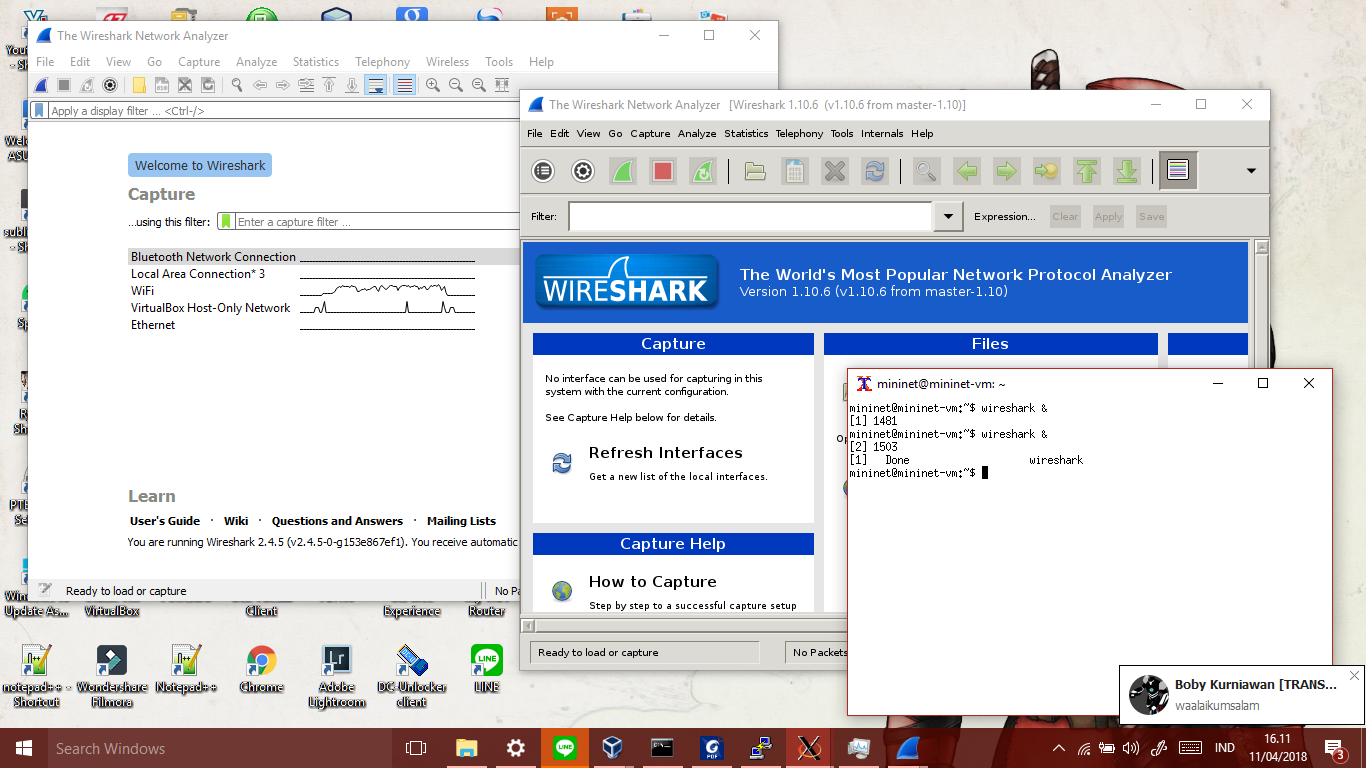 The Wireshark Network Analyzer
File Edit View Go Capture Analyze Statistics Telephony Wireless Tools Help
Apply a display filter ... <Ctrl-/>
Welcome to Wireshark
Capture
...using this filter: Enter a capture filter ...
Bluetooth Network Connection
Local Area Connection* 3
WiFi
VirtualBox Host-Only Network
Ethernet
Learn
User's Guide · Wiki · Questions and Answers · Mailing Lists
You are running Wireshark 2.4.5 (v2.4.5-0-g153e867ef1). You receive automatic
Ready to load or capture
No Pa
The Wireshark Network Analyzer [Wireshark 1.10.6 (v1.10.6 from master-1.10)]
File Edit View Go Capture Analyze Statistics Telephony Tools Internals Help
Filter: Expression... Clear Apply Save
WIRESHARK
The World's Most Popular Network Protocol Analyzer
Version 1.10.6 (v1.10.6 from master-1.10)
Capture
No interface can be used for capturing in this
system with the current configuration.
See Capture Help below for details.
Refresh Interfaces
Get a new list of the local interfaces.
Capture Help
How to Capture
Step by step to a successful capture setup
Files
Ready to load or capture
No Packets
mininet@mininet-vm: ~
mininet@mininet-vm:~$ wireshark &
[1] 1481
mininet@mininet-vm:~$ wireshark &
[2] 1503
[1] Done wireshark
mininet@mininet-vm:~$
Update As...
VirtualBox
Client
Experience
Router
notepad++ -
Shortcut
Wondershare
Filmora
Notepad++
Chrome
Adobe
Lightroom
DC-Unlocker
client
LINE
Boby Kurniawan [TRANS...
waalaikumsalam
Search Windows
PDF
IND
16.11
11/04/2018
3